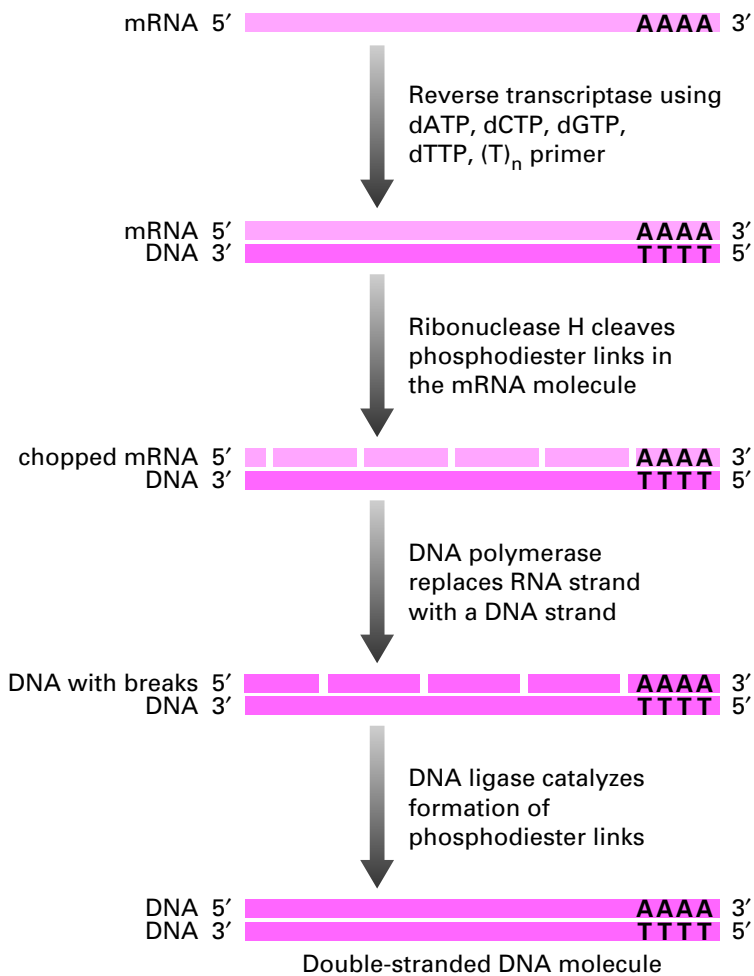 mRNA 5′ AAAA 3′
Reverse transcriptase using
dATP, dCTP, dGTP,
dTTP, (T)n primer
mRNA 5′ AAAA 3′
DNA 3′ TTTT 5′
Ribonuclease H cleaves
phosphodiester links in
the mRNA molecule
chopped mRNA 5′ AAAA 3′
DNA 3′ TTTT 5′
DNA polymerase
replaces RNA strand
with a DNA strand
DNA with breaks 5′ AAAA 3′
DNA 3′ TTTT 5′
DNA ligase catalyzes
formation of
phosphodiester links
DNA 5′ AAAA 3′
DNA 3′ TTTT 5′
Double-stranded DNA molecule